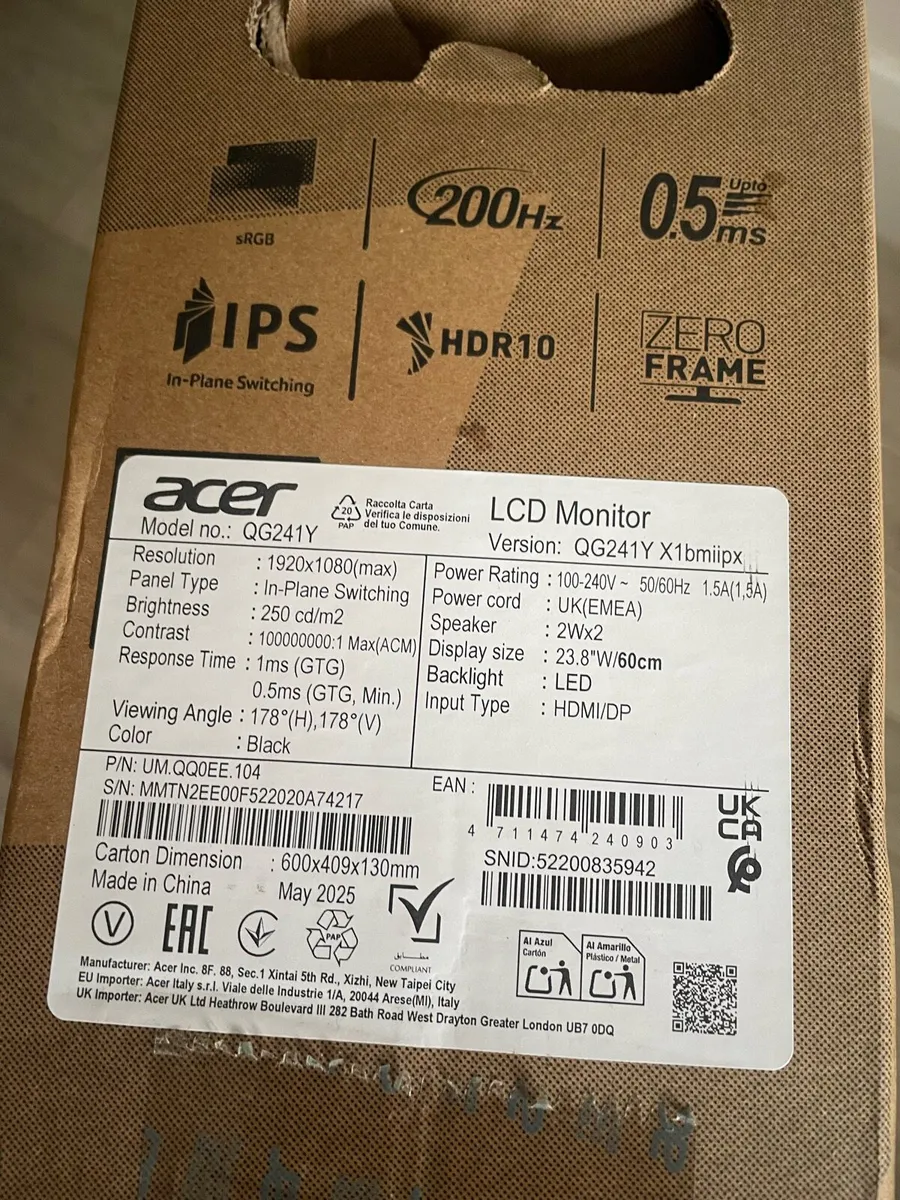 sRGB
200Hz
0.5ms Upto
IPS
In-Plane Switching
HDR10
ZERO
FRAME
acer
20
PAP
Raccolta Carta
Verifica le disposizioni
del tuo Comune.
LCD Monitor
Model no.: QG241Y
Version: QG241Y X1bmiipx
Resolution : 1920x1080(max)
Panel Type : In-Plane Switching
Brightness : 250 cd/m2
Contrast : 100000000:1 Max(ACM)
Response Time : 1ms (GTG)
0.5ms (GTG, Min.)
Viewing Angle : 178°(H),178°(V)
Color : Black
Power Rating : 100-240V ~ 50/60Hz 1.5A(1,5A)
Power cord : UK(EMEA)
Speaker : 2Wx2
Display size : 23.8"W/60cm
Backlight : LED
Input Type : HDMI/DP
P/N: UM.QQ0EE.104
S/N: MMTN2EE00F522020A74217
EAN :
4 711474 240903
UK
CA
Carton Dimension : 600x409x130mm
SNID:52200835942
Made in China May 2025
V
EAC
PAP
مطابق
COMPLIANT
Al Azul
Cartón
Al Amarillo
Plástico / Metal
Manufacturer: Acer Inc. 8F, 88, Sec.1 Xintai 5th Rd., Xizhi, New Taipei City
EU Importer: Acer Italy s.r.l. Viale delle Industrie 1/A, 20044 Arese(MI), Italy
UK Importer: Acer UK Ltd Heathrow Boulevard III 282 Bath Road West Drayton Greater London UB7 0DQ